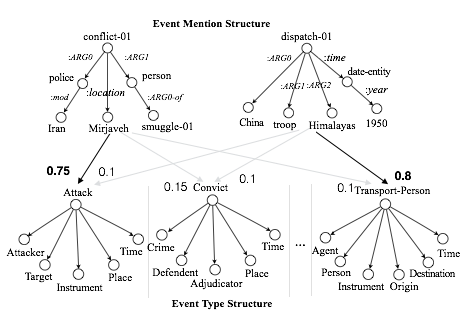 Event Mention Structure
conflict-01
dispatch-01
:ARG0
:ARG1
:ARG0
:time
police
person
date-entity
:mod
:location
:ARG0-of
:ARG1
:ARG2
:year
Iran
Mirjaveh
smuggle-01
China
troop
Himalayas
1950
0.75
0.1
0.15
0.1
0.1
0.8
Attack
Convict
Transport-Person
Attacker
Target
Instrument
Place
Time
Crime
Defendent
Adjudicator
Place
Time
...
Agent
Person
Instrument
Origin
Destination
Time
Event Type Structure